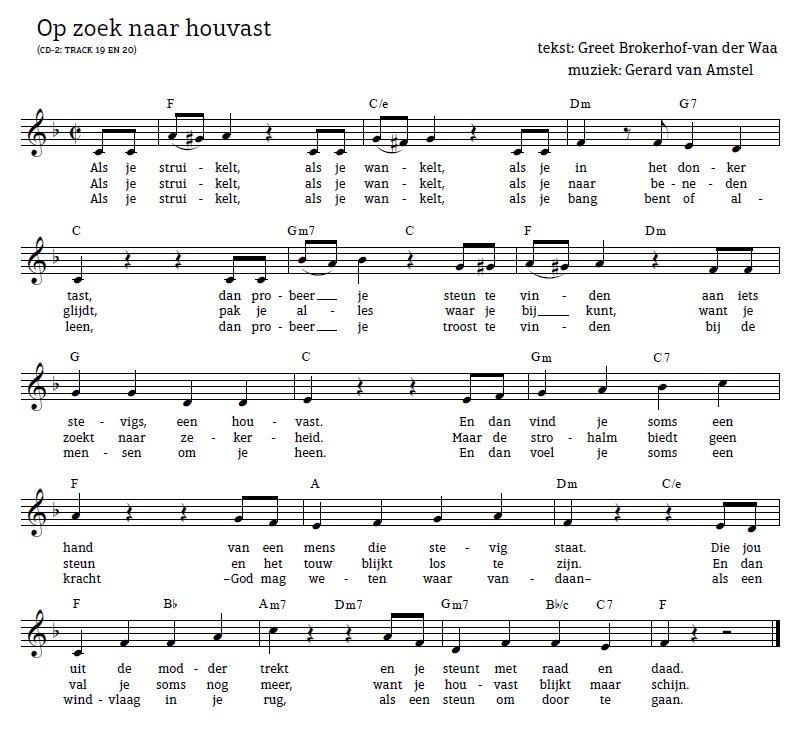 Op zoek naar houvast
(CD-2: TRACK 19 EN 20)
tekst: Greet Brokerhof-van der Waa
muziek: Gerard van Amstel
F C/e Dm G7
Als je strui - kelt, als je wan - kelt, als je in het don - ker
Als je strui - kelt, als je wan - kelt, als je naar be - ne - den
Als je strui - kelt, als je wan - kelt, als je bang bent of al -
C Gm7 C F Dm
tast, dan pro - beer___ je steun te vin - den aan iets
glijdt, pak je al - les waar je bij___ kunt, want je
leen, dan pro - beer___ je troost te vin - den bij de
G C Gm C7
ste - vigs, een hou - vast. En dan vind je soms een
zoekt naar ze - ker - heid. Maar de stro - halm biedt geen
men - sen om je heen. En dan voel je soms een
F A Dm C/e
hand van een mens die ste - vig staat. Die jou
steun en het touw blijkt los te zijn. En dan
kracht –God mag we - ten waar van - daan– als een
F B♭ Am7 Dm7 Gm7 B♭/c C7 F
uit de mod - der trekt en je steunt met raad en daad.
val je soms nog meer, want je hou - vast blijkt maar schijn.
wind - vlaag in je rug, als een steun om door te gaan.